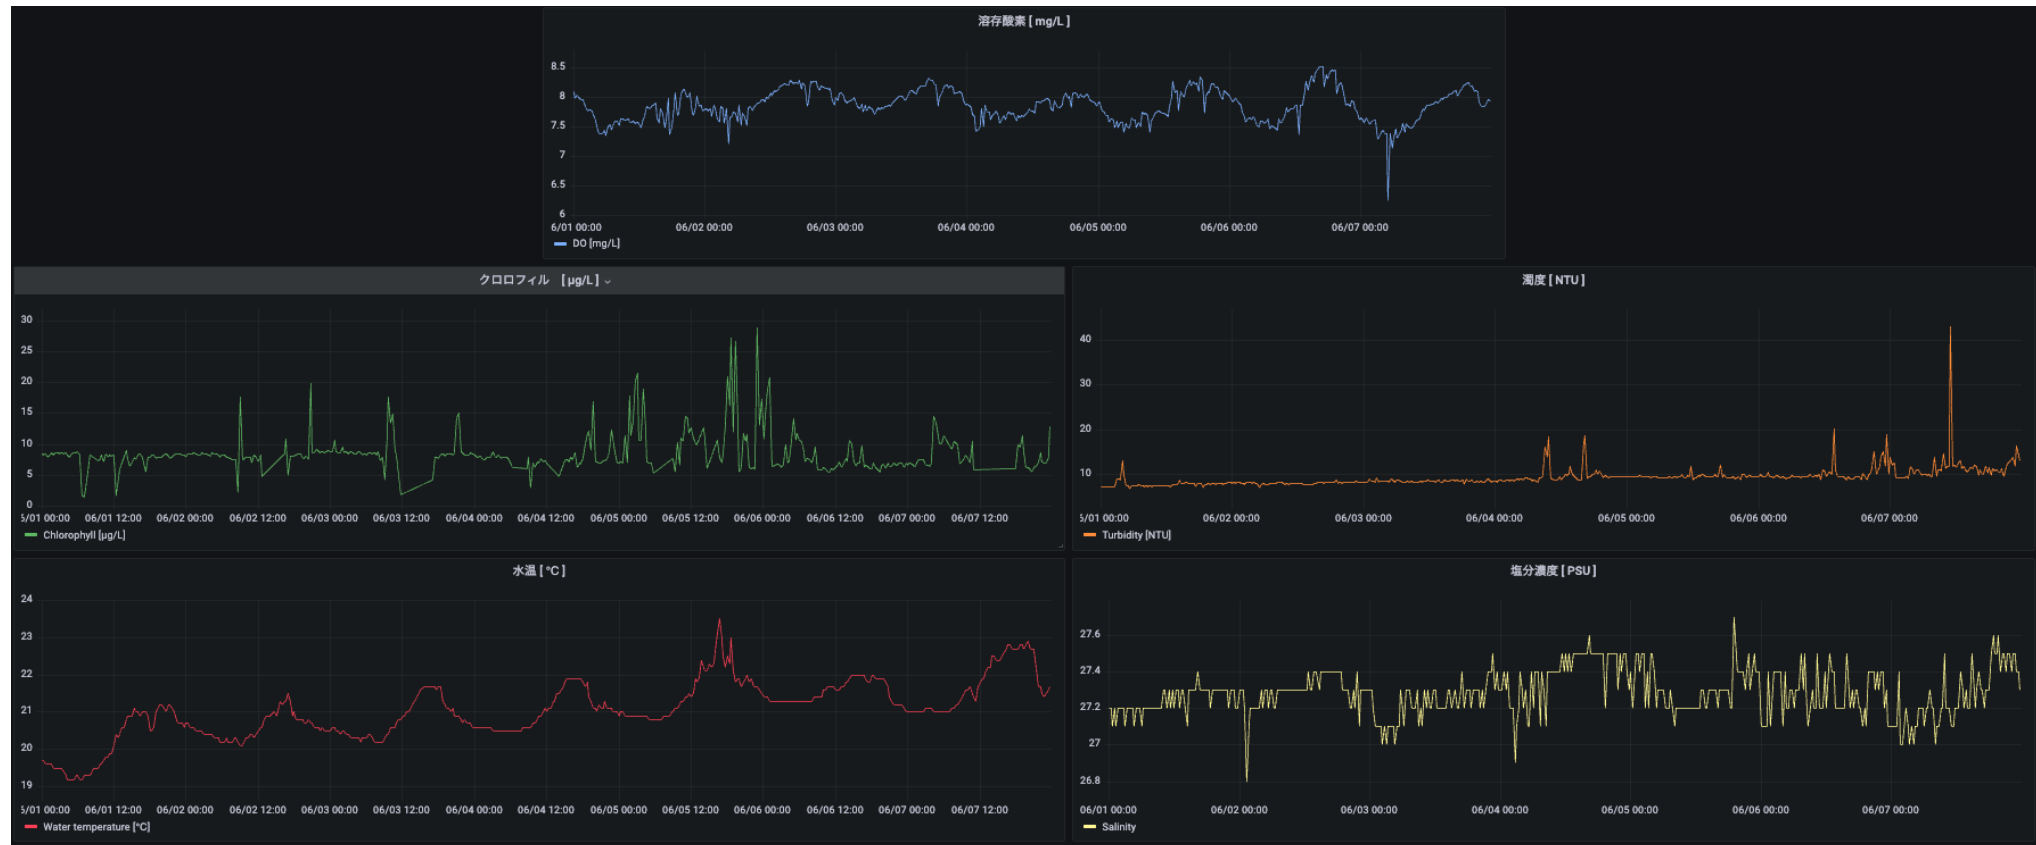 溶存酸素 [ mg/L ]
8.5
8
7.5
7
6.5
6
6/01 00:00 06/02 00:00 06/03 00:00 06/04 00:00 06/05 00:00 06/06 00:00 06/07 00:00
DO [mg/L]
クロロフィル [ μg/L ]
30
25
20
15
10
5
0
5/01 00:00 06/01 12:00 06/02 00:00 06/02 12:00 06/03 00:00 06/03 12:00 06/04 00:00 06/04 12:00 06/05 00:00 06/05 12:00 06/06 00:00 06/06 12:00 06/07 00:00 06/07 12:00
Chlorophyll [μg/L]
濁度 [ NTU ]
40
30
20
10
5/01 00:00 06/02 00:00 06/03 00:00 06/04 00:00 06/05 00:00 06/06 00:00 06/07 00:00
Turbidity [NTU]
水温 [ °C ]
24
23
22
21
20
19
5/01 00:00 06/01 12:00 06/02 00:00 06/02 12:00 06/03 00:00 06/03 12:00 06/04 00:00 06/04 12:00 06/05 00:00 06/05 12:00 06/06 00:00 06/06 12:00 06/07 00:00 06/07 12:00
Water temperature [°C]
塩分濃度 [ PSU ]
27.6
27.4
27.2
27
26.8
06/01 00:00 06/02 00:00 06/03 00:00 06/04 00:00 06/05 00:00 06/06 00:00 06/07 00:00
Salinity